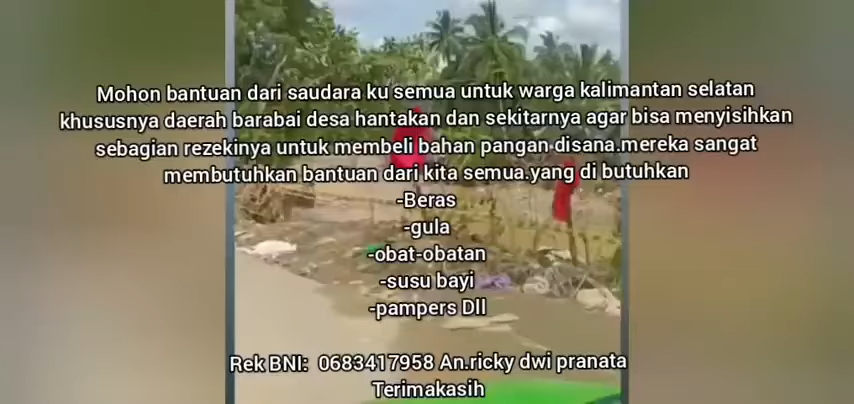 Mohon bantuan dari saudara ku semua untuk warga kalimantan selatan
khususnya daerah barabai desa hantakan dan sekitarnya agar bisa menyisihkan
sebagian rezekinya untuk membeli bahan pangan disana.mereka sangat
membutuhkan bantuan dari kita semua.yang di butuhkan
-Beras
-gula
-obat-obatan
-susu bayi
-pampers Dll
Rek BNI: 0683417958 An.ricky dwi pranata
Terimakasih